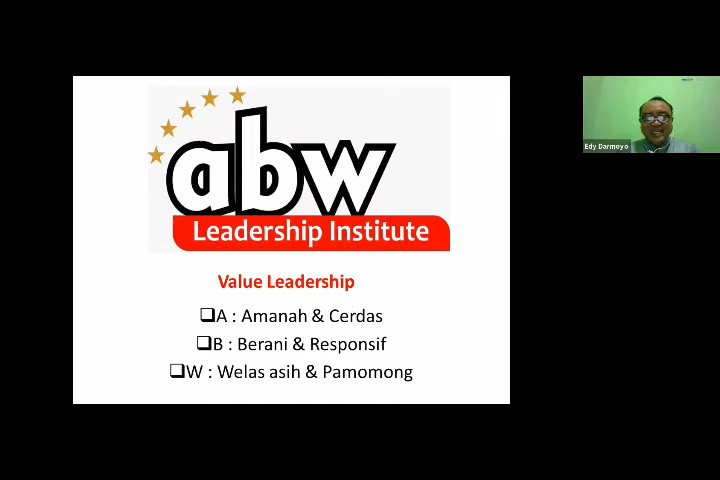 abw
Leadership Institute
Value Leadership
A : Amanah & Cerdas
B : Berani & Responsif
W : Welas asih & Pamomong
Edy Darmoyo